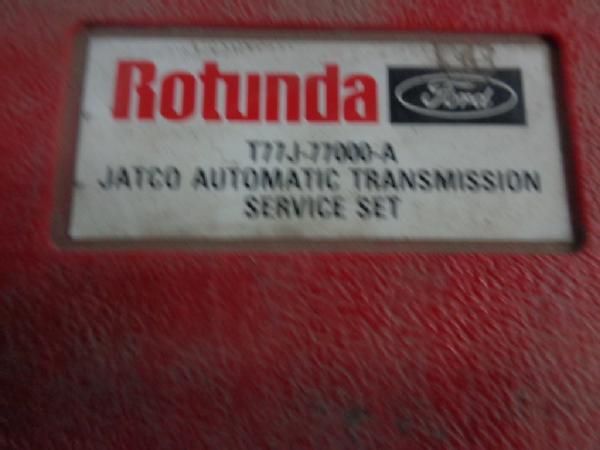 Rotunda Ford
T77J-77000-A
JATCO AUTOMATIC TRANSMISSION
SERVICE SET